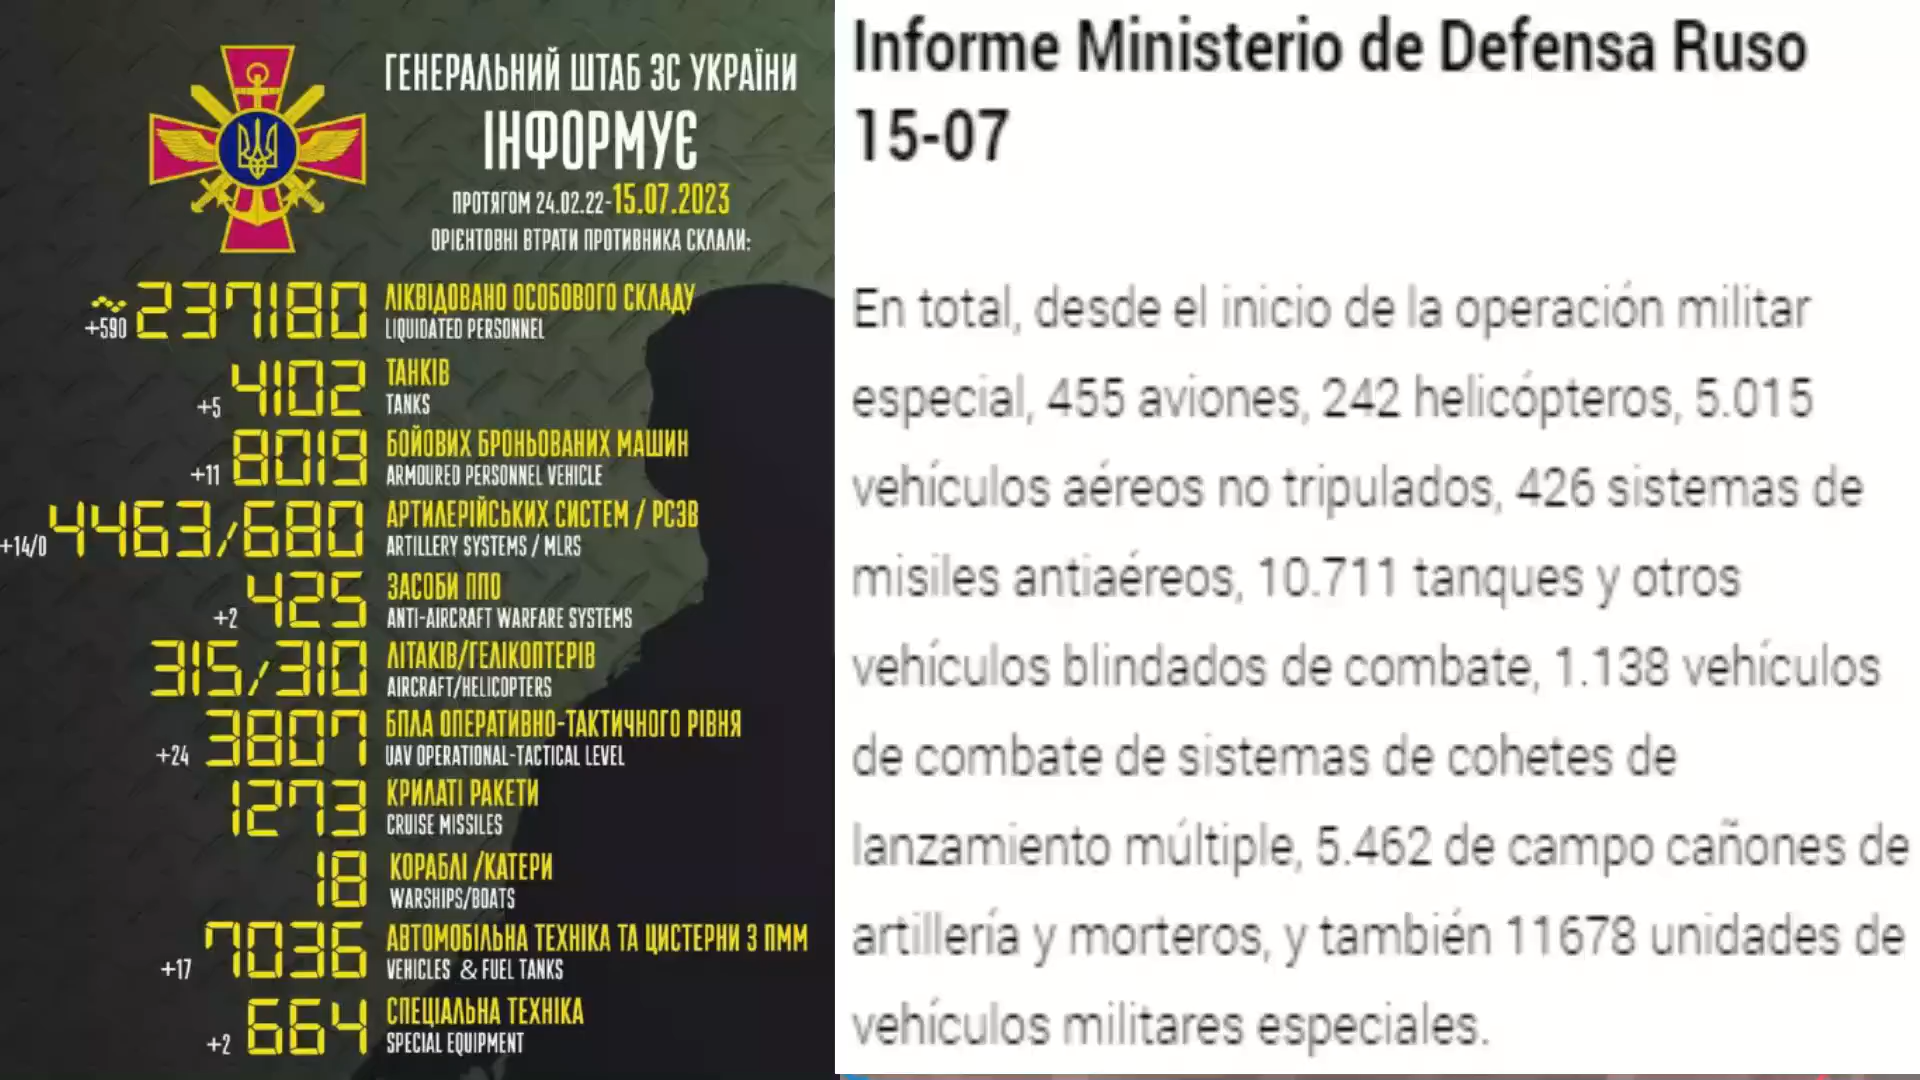 ГЕНЕРАЛЬНИЙ ШТАБ ЗС УКРАЇНИ
ІНФОРМУЄ
ПРОТЯГОМ 24.02.22-15.07.2023
ОРІЄНТОВНІ ВТРАТИ ПРОТИВНИКА СКЛАЛИ:
+590 ≈237180 ЛІКВІДОВАНО ОСОБОВОГО СКЛАДУ
LIQUIDATED PERSONNEL
+5 4102 ТАНКІВ
TANKS
+11 8019 БОЙОВИХ БРОНЬОВАНИХ МАШИН
ARMOURED PERSONNEL VEHICLE
+14/0 4463/680 АРТИЛЕРІЙСЬКИХ СИСТЕМ / РСЗВ
ARTILLERY SYSTEMS / MLRS
+2 425 ЗАСОБИ ППО
ANTI-AIRCRAFT WARFARE SYSTEMS
315/310 ЛІТАКІВ/ГЕЛІКОПТЕРІВ
AIRCRAFT/HELICOPTERS
+24 3807 БПЛА ОПЕРАТИВНО-ТАКТИЧНОГО РІВНЯ
UAV OPERATIONAL-TACTICAL LEVEL
1273 КРИЛАТІ РАКЕТИ
CRUISE MISSILES
18 КОРАБЛІ /КАТЕРИ
WARSHIPS/BOATS
+17 7036 АВТОМОБІЛЬНА ТЕХНІКА ТА ЦИСТЕРНИ З ПММ
VEHICLES & FUEL TANKS
+2 664 СПЕЦІАЛЬНА ТЕХНІКА
SPECIAL EQUIPMENT
Informe Ministerio de Defensa Ruso
15-07
En total, desde el inicio de la operación militar
especial, 455 aviones, 242 helicópteros, 5.015
vehículos aéreos no tripulados, 426 sistemas de
misiles antiaéreos, 10.711 tanques y otros
vehículos blindados de combate, 1.138 vehículos
de combate de sistemas de cohetes de
lanzamiento múltiple, 5.462 de campo cañones de
artillería y morteros, y también 11678 unidades de
vehículos militares especiales.